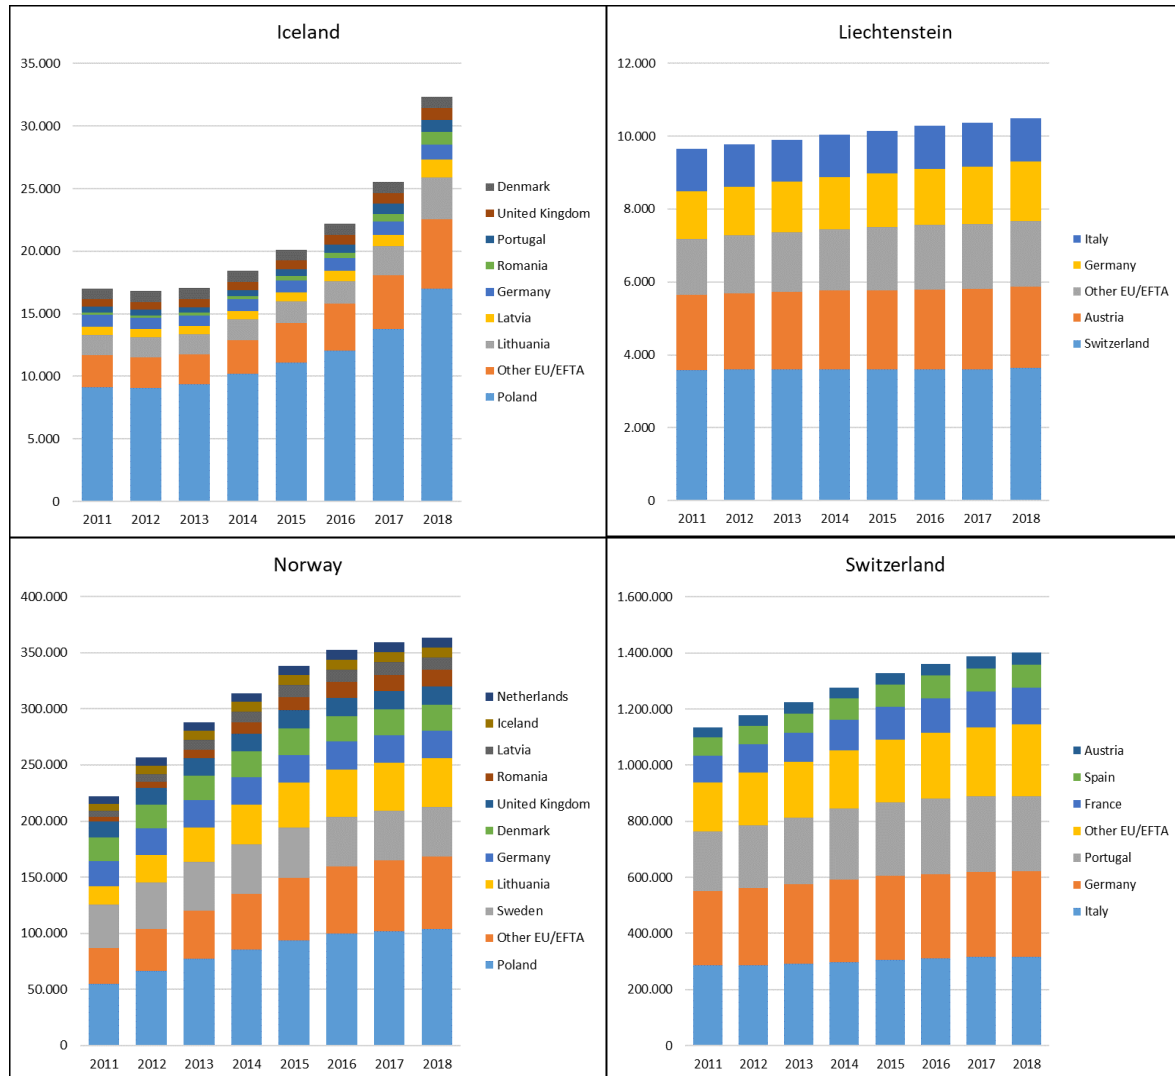 Iceland
35.000
30.000
25.000
20.000
15.000
10.000
5.000
0
2011 2012 2013 2014 2015 2016 2017 2018
Denmark
United Kingdom
Portugal
Romania
Germany
Latvia
Lithuania
Other EU/EFTA
Poland
Liechtenstein
12.000
10.000
8.000
6.000
4.000
2.000
0
2011 2012 2013 2014 2015 2016 2017 2018
Italy
Germany
Other EU/EFTA
Austria
Switzerland
Norway
400.000
350.000
300.000
250.000
200.000
150.000
100.000
50.000
0
2011 2012 2013 2014 2015 2016 2017 2018
Netherlands
Iceland
Latvia
Romania
United Kingdom
Denmark
Germany
Lithuania
Sweden
Other EU/EFTA
Poland
Switzerland
1.600.000
1.400.000
1.200.000
1.000.000
800.000
600.000
400.000
200.000
0
2011 2012 2013 2014 2015 2016 2017 2018
Austria
Spain
France
Other EU/EFTA
Portugal
Germany
Italy